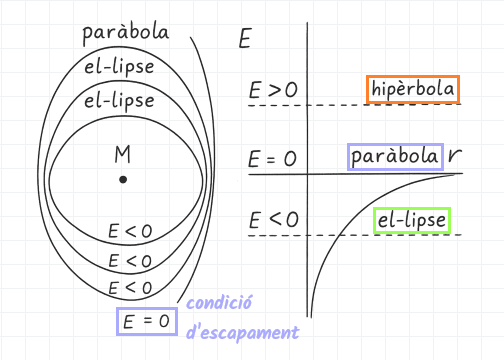 paràbola
el-lipse
el-lipse
M
E < 0
E < 0
E < 0
E = 0
condició
d'escapament
E
E > 0
hipèrbola
E = 0
paràbola
r
E < 0
el-lipse